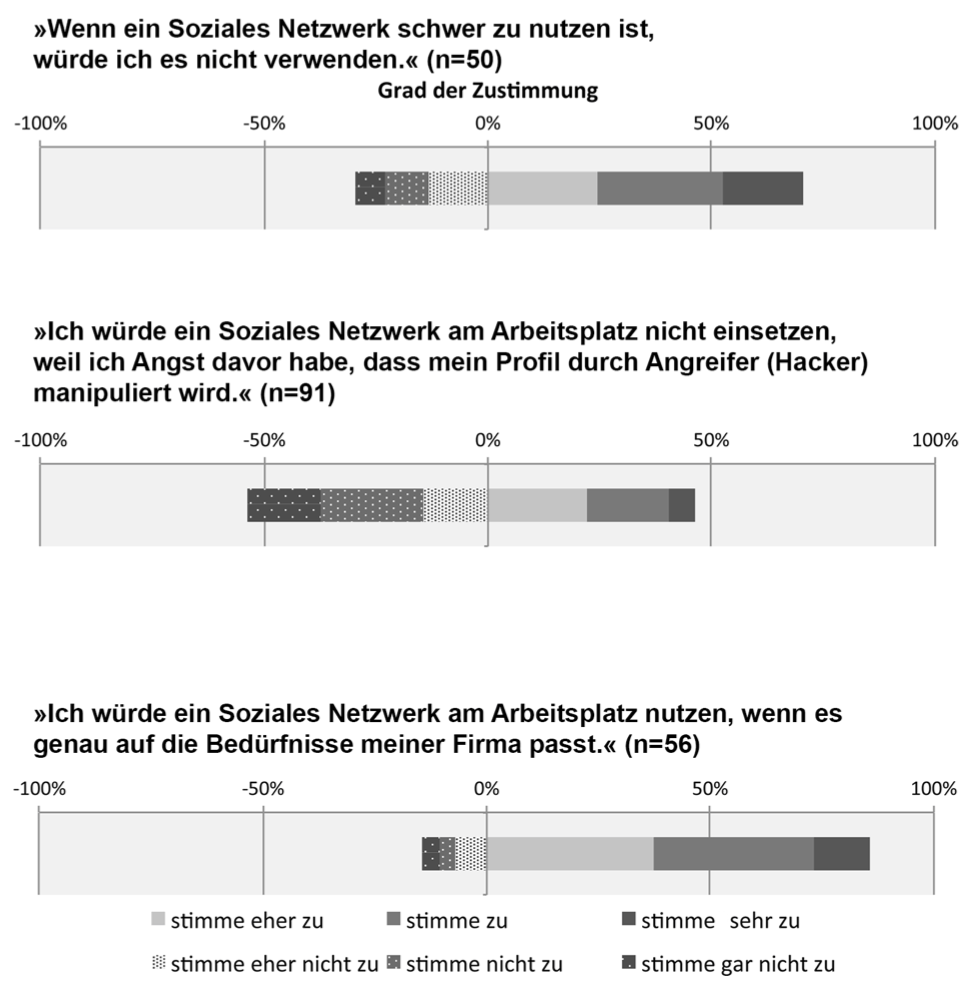 »Wenn ein Soziales Netzwerk schwer zu nutzen ist,
würde ich es nicht verwenden.« (n=50)
Grad der Zustimmung
-100% -50% 0% 50% 100%
»Ich würde ein Soziales Netzwerk am Arbeitsplatz nicht einsetzen,
weil ich Angst davor habe, dass mein Profil durch Angreifer (Hacker)
manipuliert wird.« (n=91)
-100% -50% 0% 50% 100%
»Ich würde ein Soziales Netzwerk am Arbeitsplatz nutzen, wenn es
genau auf die Bedürfnisse meiner Firma passt.« (n=56)
-100% -50% 0% 50% 100%
stimme eher zu stimme zu stimme sehr zu
stimme eher nicht zu stimme nicht zu stimme gar nicht zu